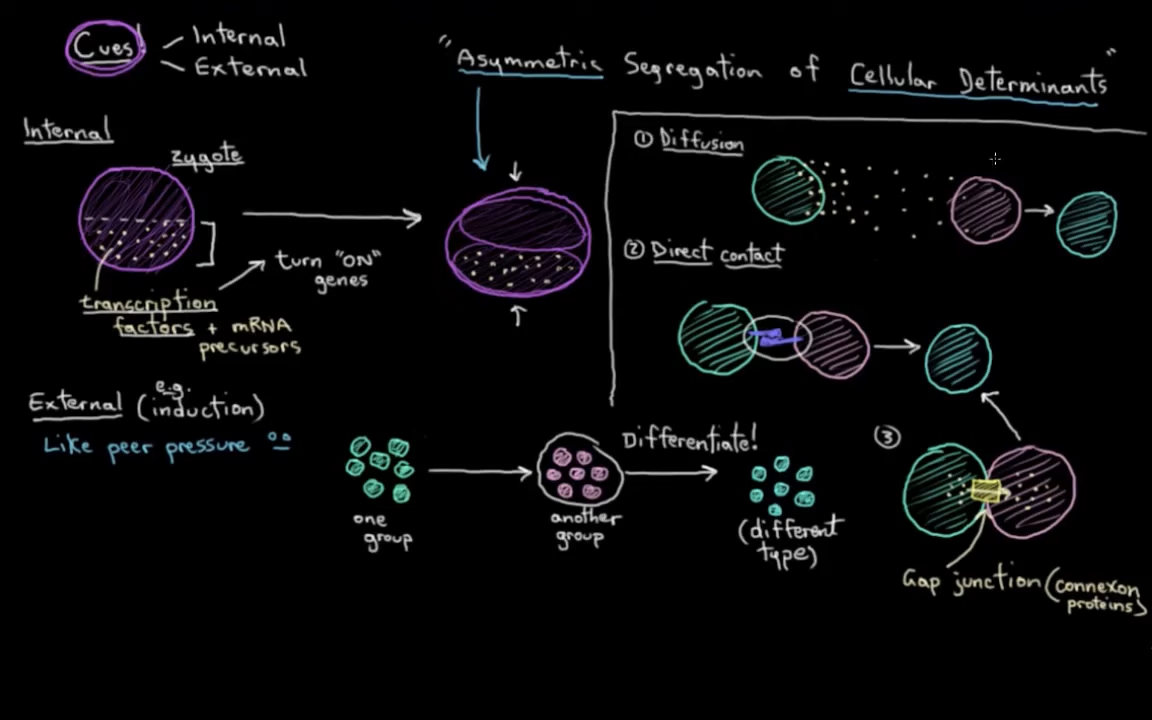 Cues!
Internal
External
"Asymmetric Segregation of Cellular Determinants"
Internal
zygote
turn "ON"
genes
transcription
factors + mRNA
precursors
① Diffusion
② Direct contact
③
Gap junction (connexon
proteins)
External (e.g. induction)
Like peer pressure
one
group
another
group
Differentiate!
(different
type)